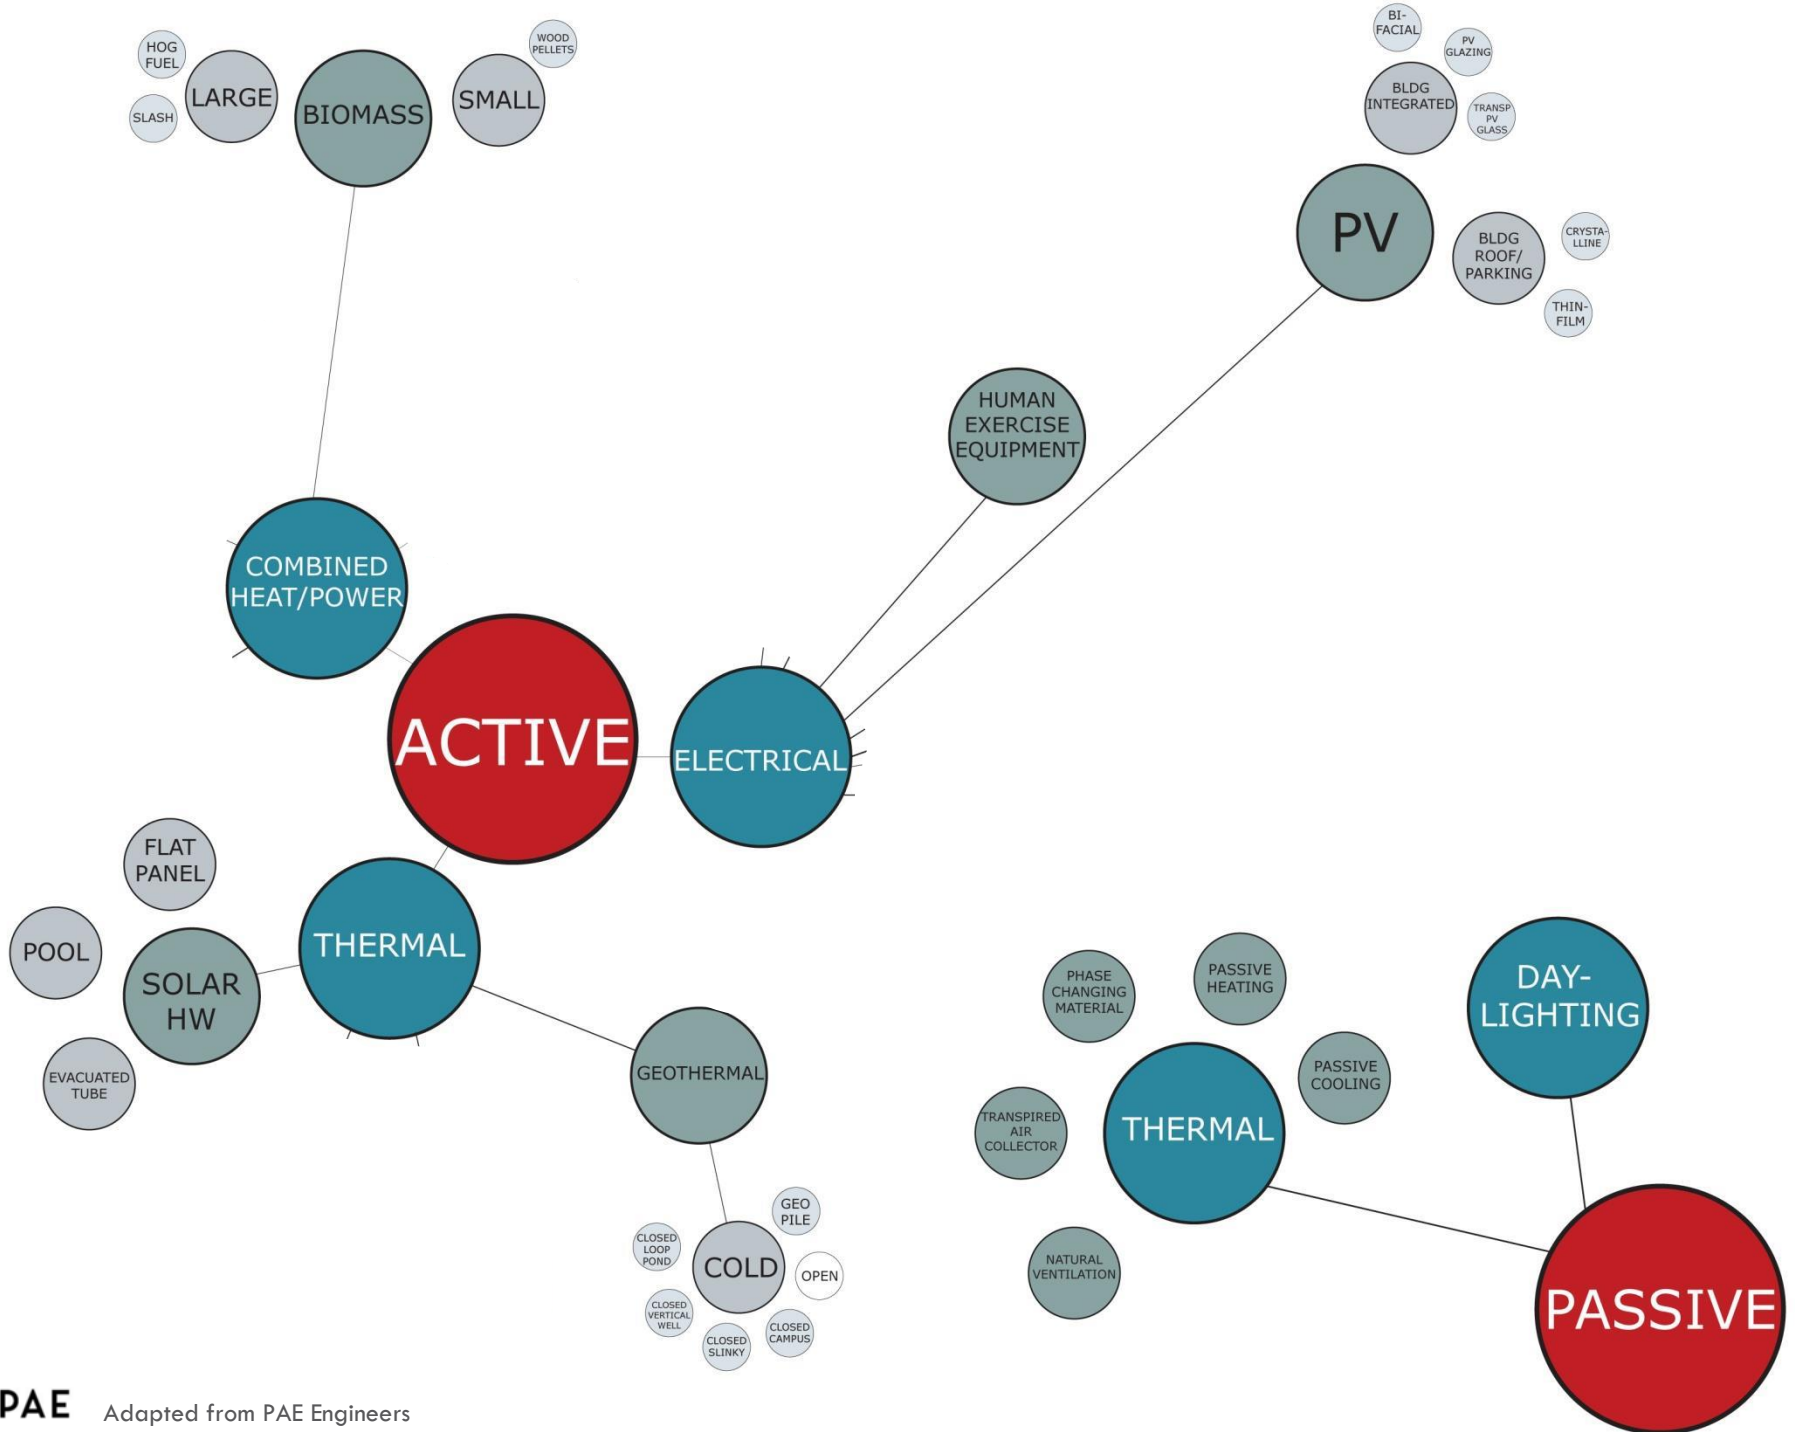 HOG
FUEL
SLASH
LARGE
BIOMASS
SMALL
WOOD
PELLETS
BI-
FACIAL
PV
GLAZING
BLDG
INTEGRATED
TRANSP
PV
GLASS
PV
BLDG
ROOF/
PARKING
CRYSTA-
LLINE
THIN-
FILM
HUMAN
EXERCISE
EQUIPMENT
COMBINED
HEAT/POWER
ACTIVE
ELECTRICAL
FLAT
PANEL
POOL
SOLAR
HW
EVACUATED
TUBE
THERMAL
GEOTHERMAL
GEO
PILE
CLOSED
LOOP
POND
COLD
OPEN
CLOSED
VERTICAL
WELL
CLOSED
SLINKY
CLOSED
CAMPUS
PHASE
CHANGING
MATERIAL
PASSIVE
HEATING
PASSIVE
COOLING
TRANSPIRED
AIR
COLLECTOR
THERMAL
NATURAL
VENTILATION
DAY-
LIGHTING
PASSIVE
PAE
Adapted from PAE Engineers